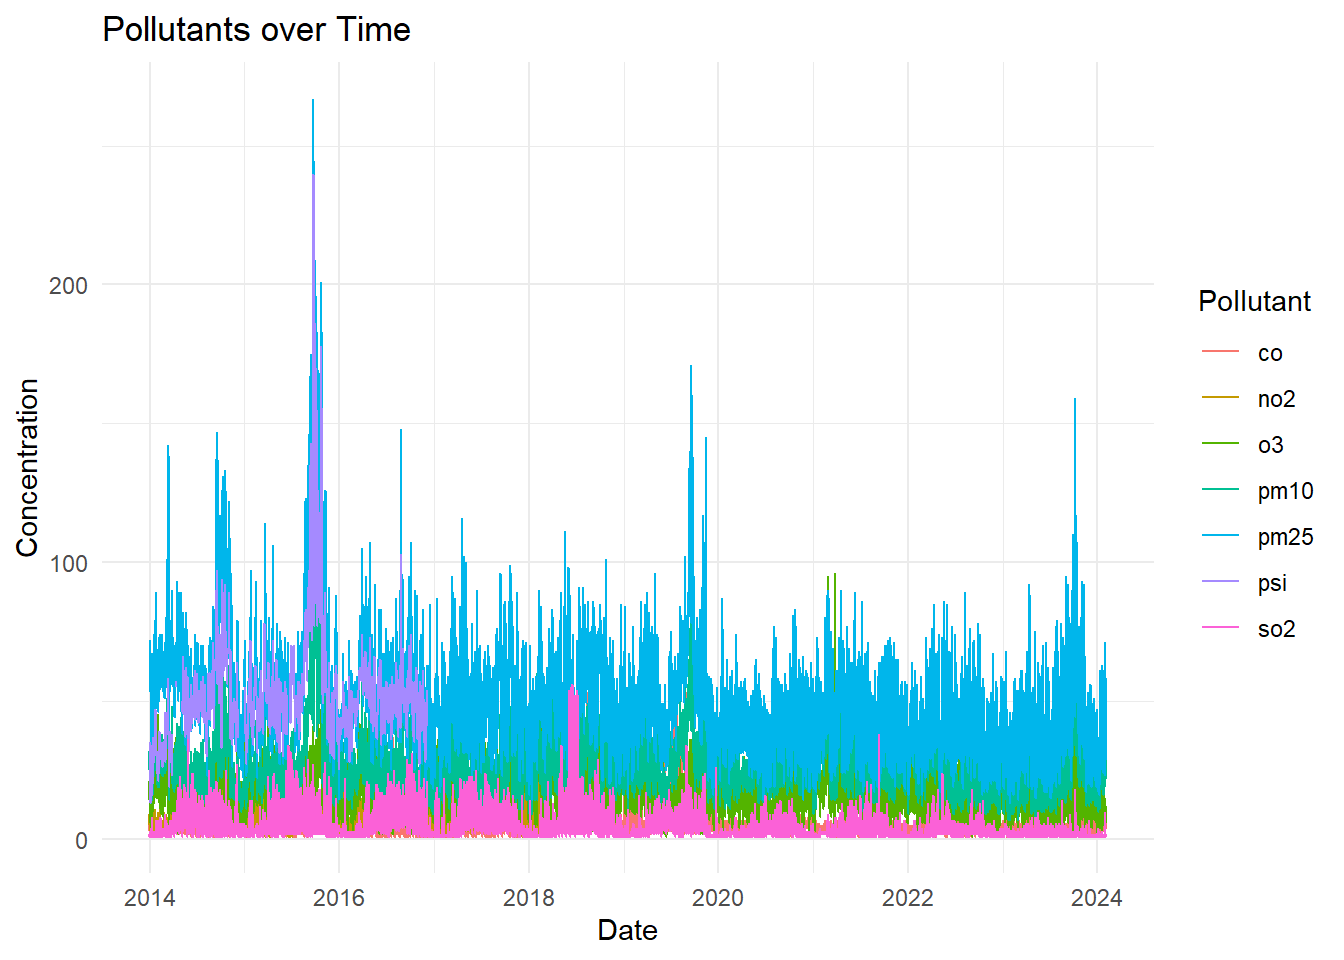 Pollutants over Time
Concentration
200
100
0
2014 2016 2018 2020 2022 2024
Date
Pollutant
co
no2
o3
pm10
pm25
psi
so2